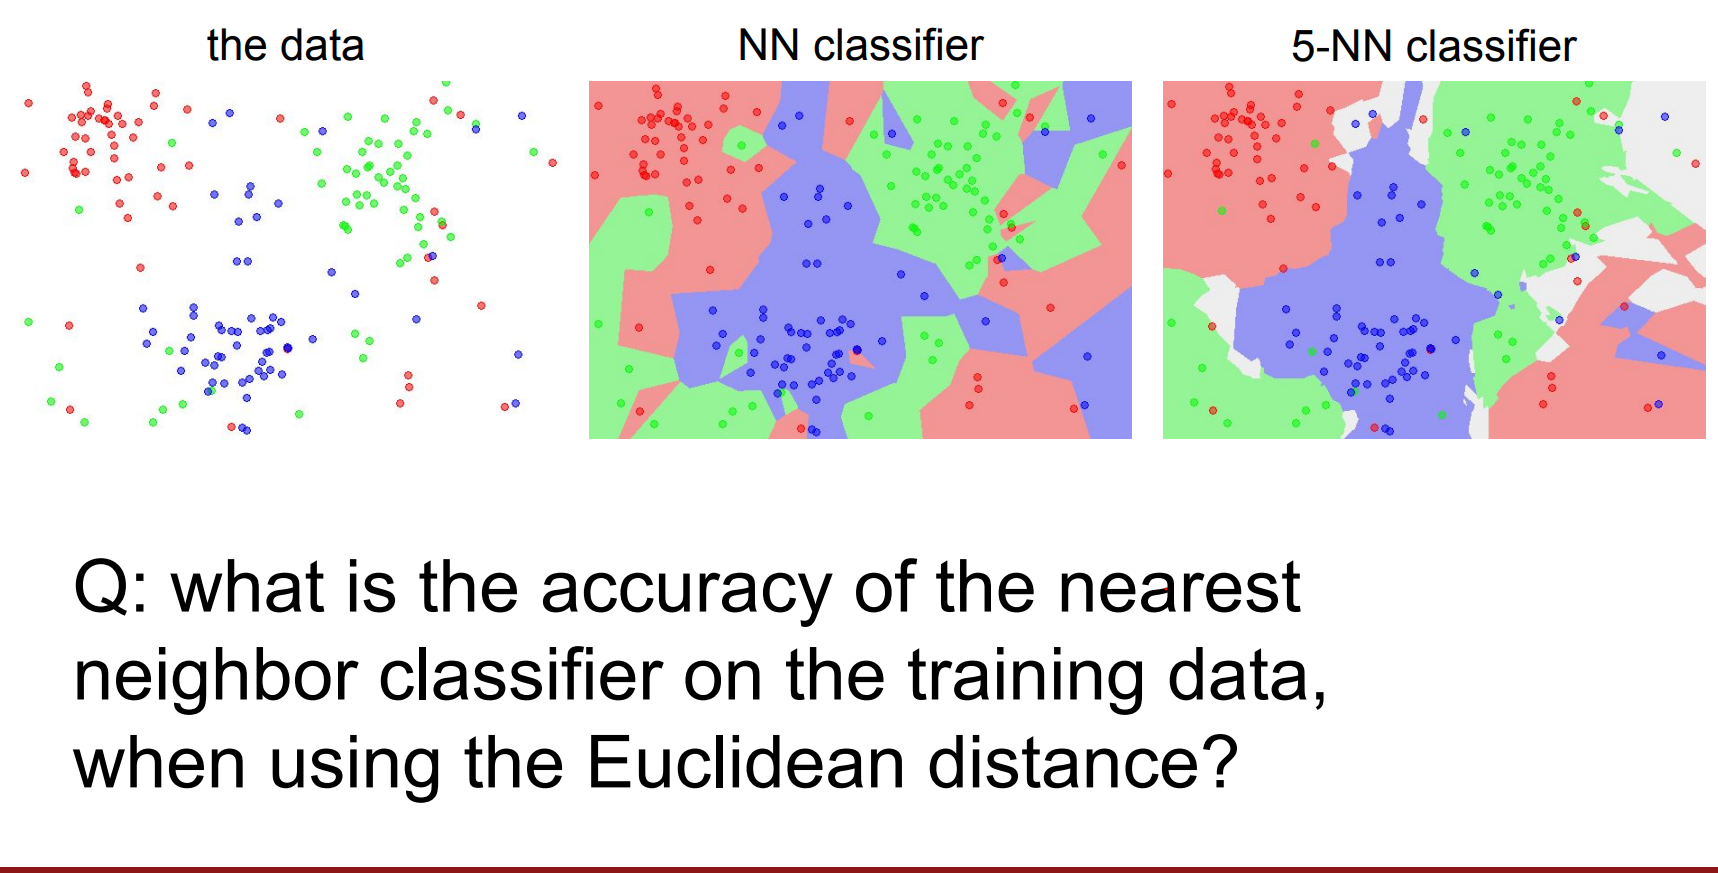 the data
NN classifier
5-NN classifier
Q: what is the accuracy of the nearest
neighbor classifier on the training data,
when using the Euclidean distance?